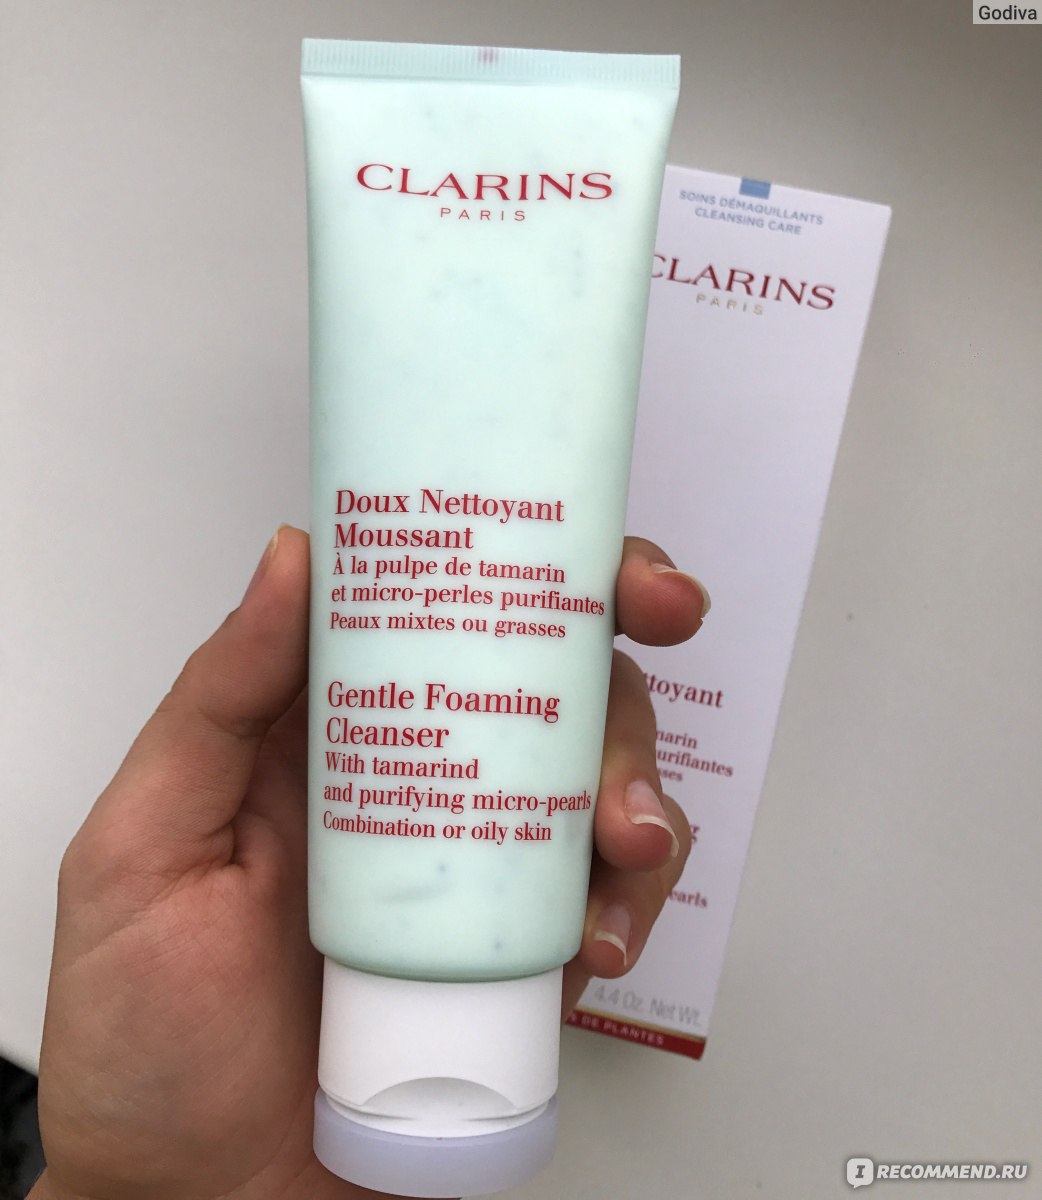 Godiva
CLARINS
PARIS
Doux Nettoyant
Moussant
À la pulpe de tamarin
et micro-perles purifiantes
Peaux mixtes ou grasses
Gentle Foaming
Cleanser
With tamarind
and purifying micro-pearls
Combination or oily skin
SOINS DÉMAQUILLANTS
CLEANSING CARE
CLARINS
PARIS
ttoyant
marin
urifiantes
sses
g
earls
4.4 Oz. Net Wt.
DE PLANTES
IRECOMMEND.RU